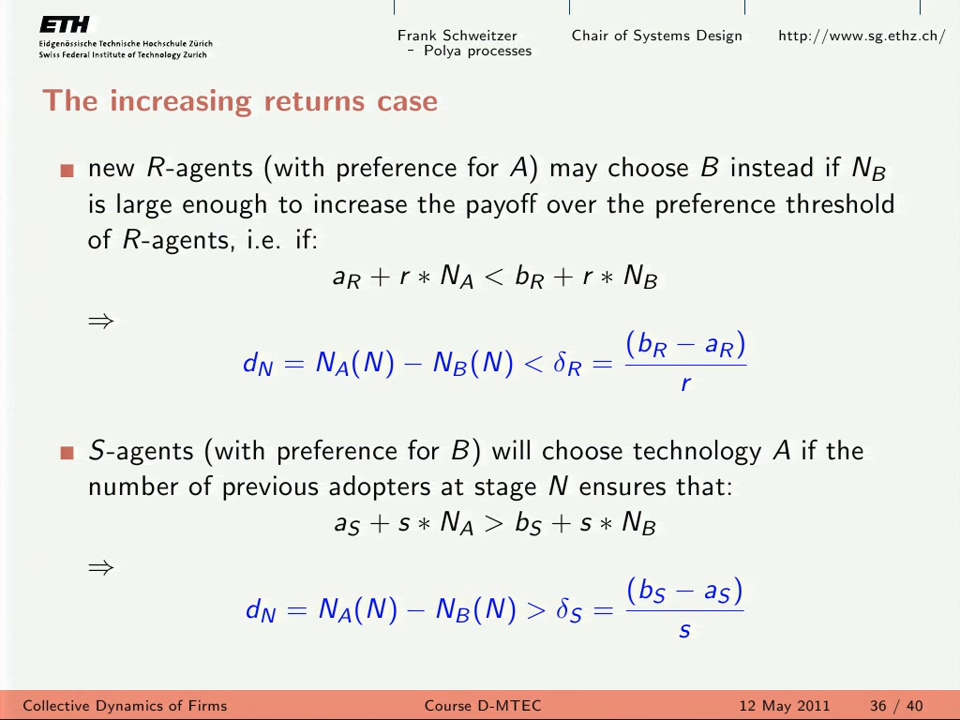 ETH
Eidgenössische Technische Hochschule Zürich
Swiss Federal Institute of Technology Zurich
Frank Schweitzer
- Polya processes
Chair of Systems Design
http://www.sg.ethz.ch/
The increasing returns case
new R-agents (with preference for A) may choose B instead if N_B
is large enough to increase the payoff over the preference threshold
of R-agents, i.e. if:
a_R + r ∗ N_A < b_R + r ∗ N_B
⇒
d_N = N_A(N) − N_B(N) < δ_R = (b_R − a_R) / r
S-agents (with preference for B) will choose technology A if the
number of previous adopters at stage N ensures that:
a_S + s ∗ N_A > b_S + s ∗ N_B
⇒
d_N = N_A(N) − N_B(N) > δ_S = (b_S − a_S) / s
Collective Dynamics of Firms
Course D-MTEC
12 May 2011
36 / 40